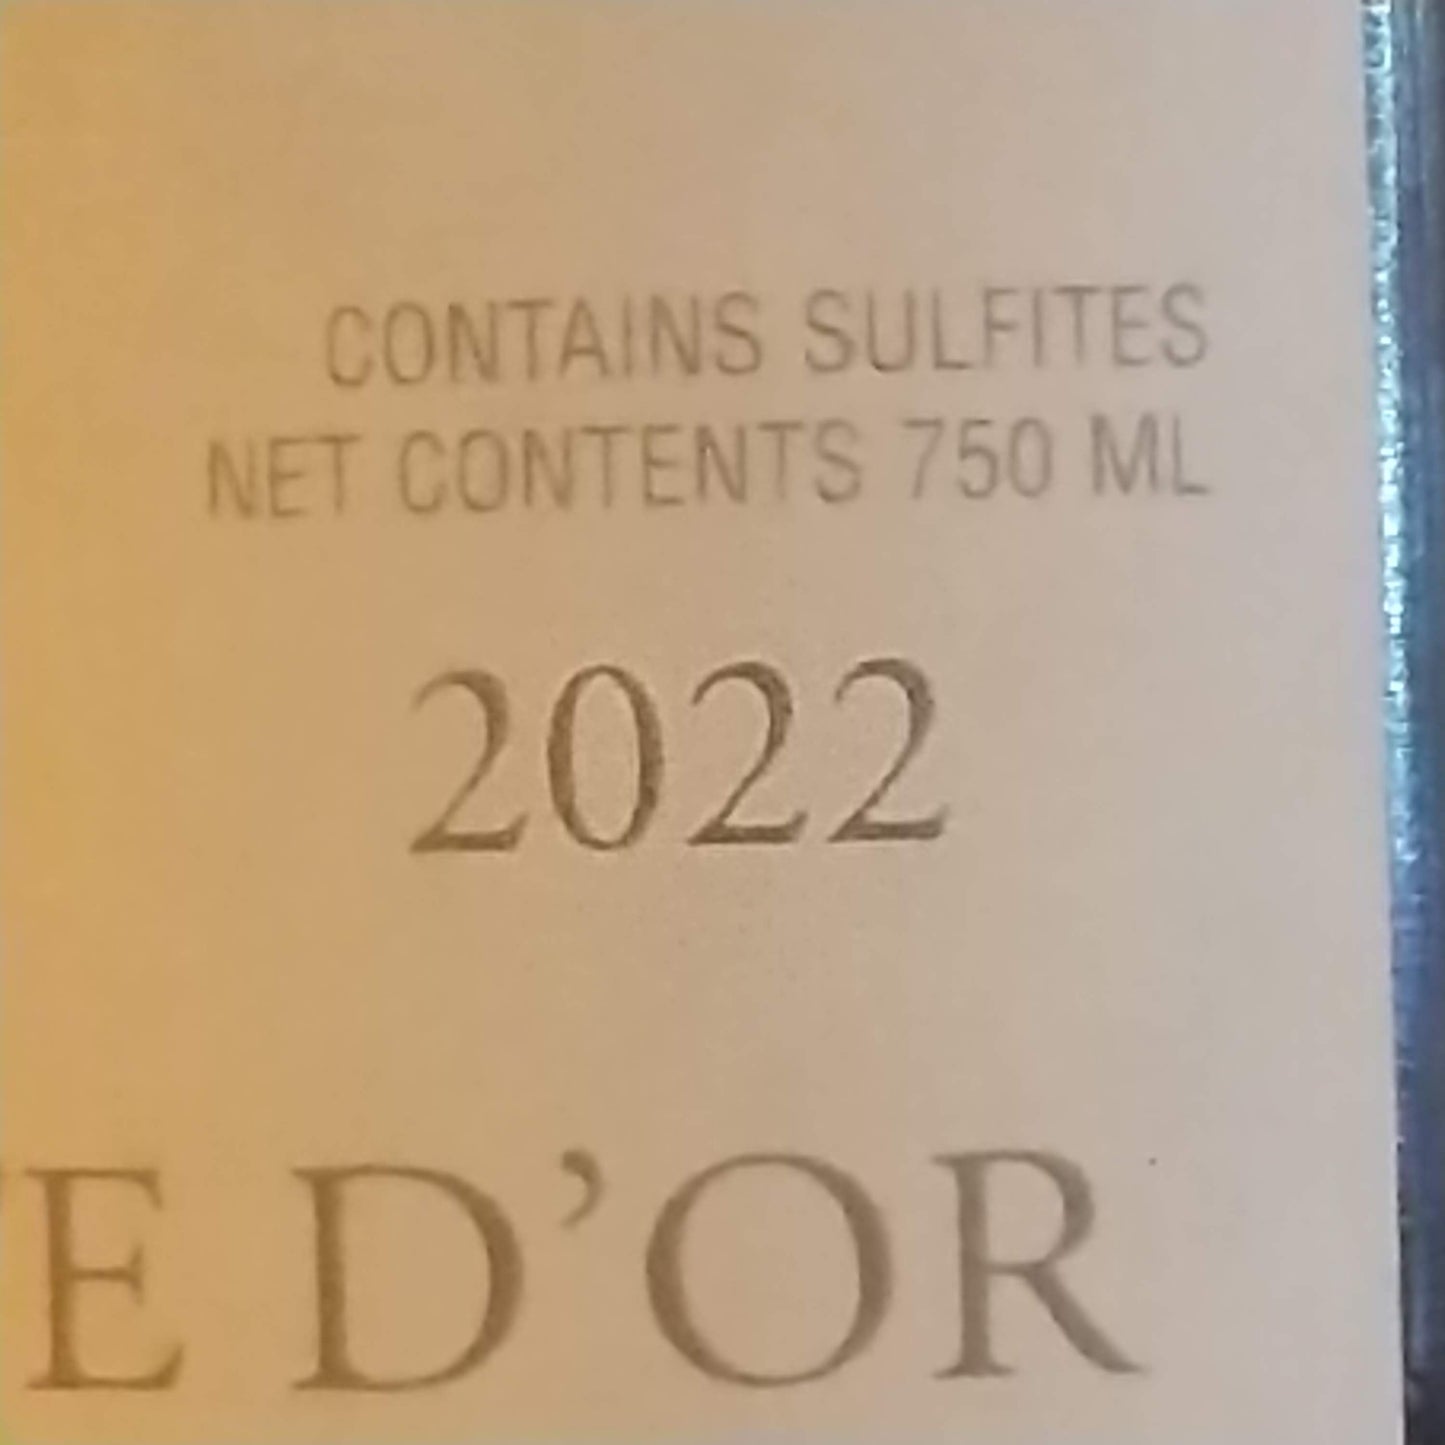 CONTAINS SULFITES
NET CONTENTS 750 ML
2022
E D’OR